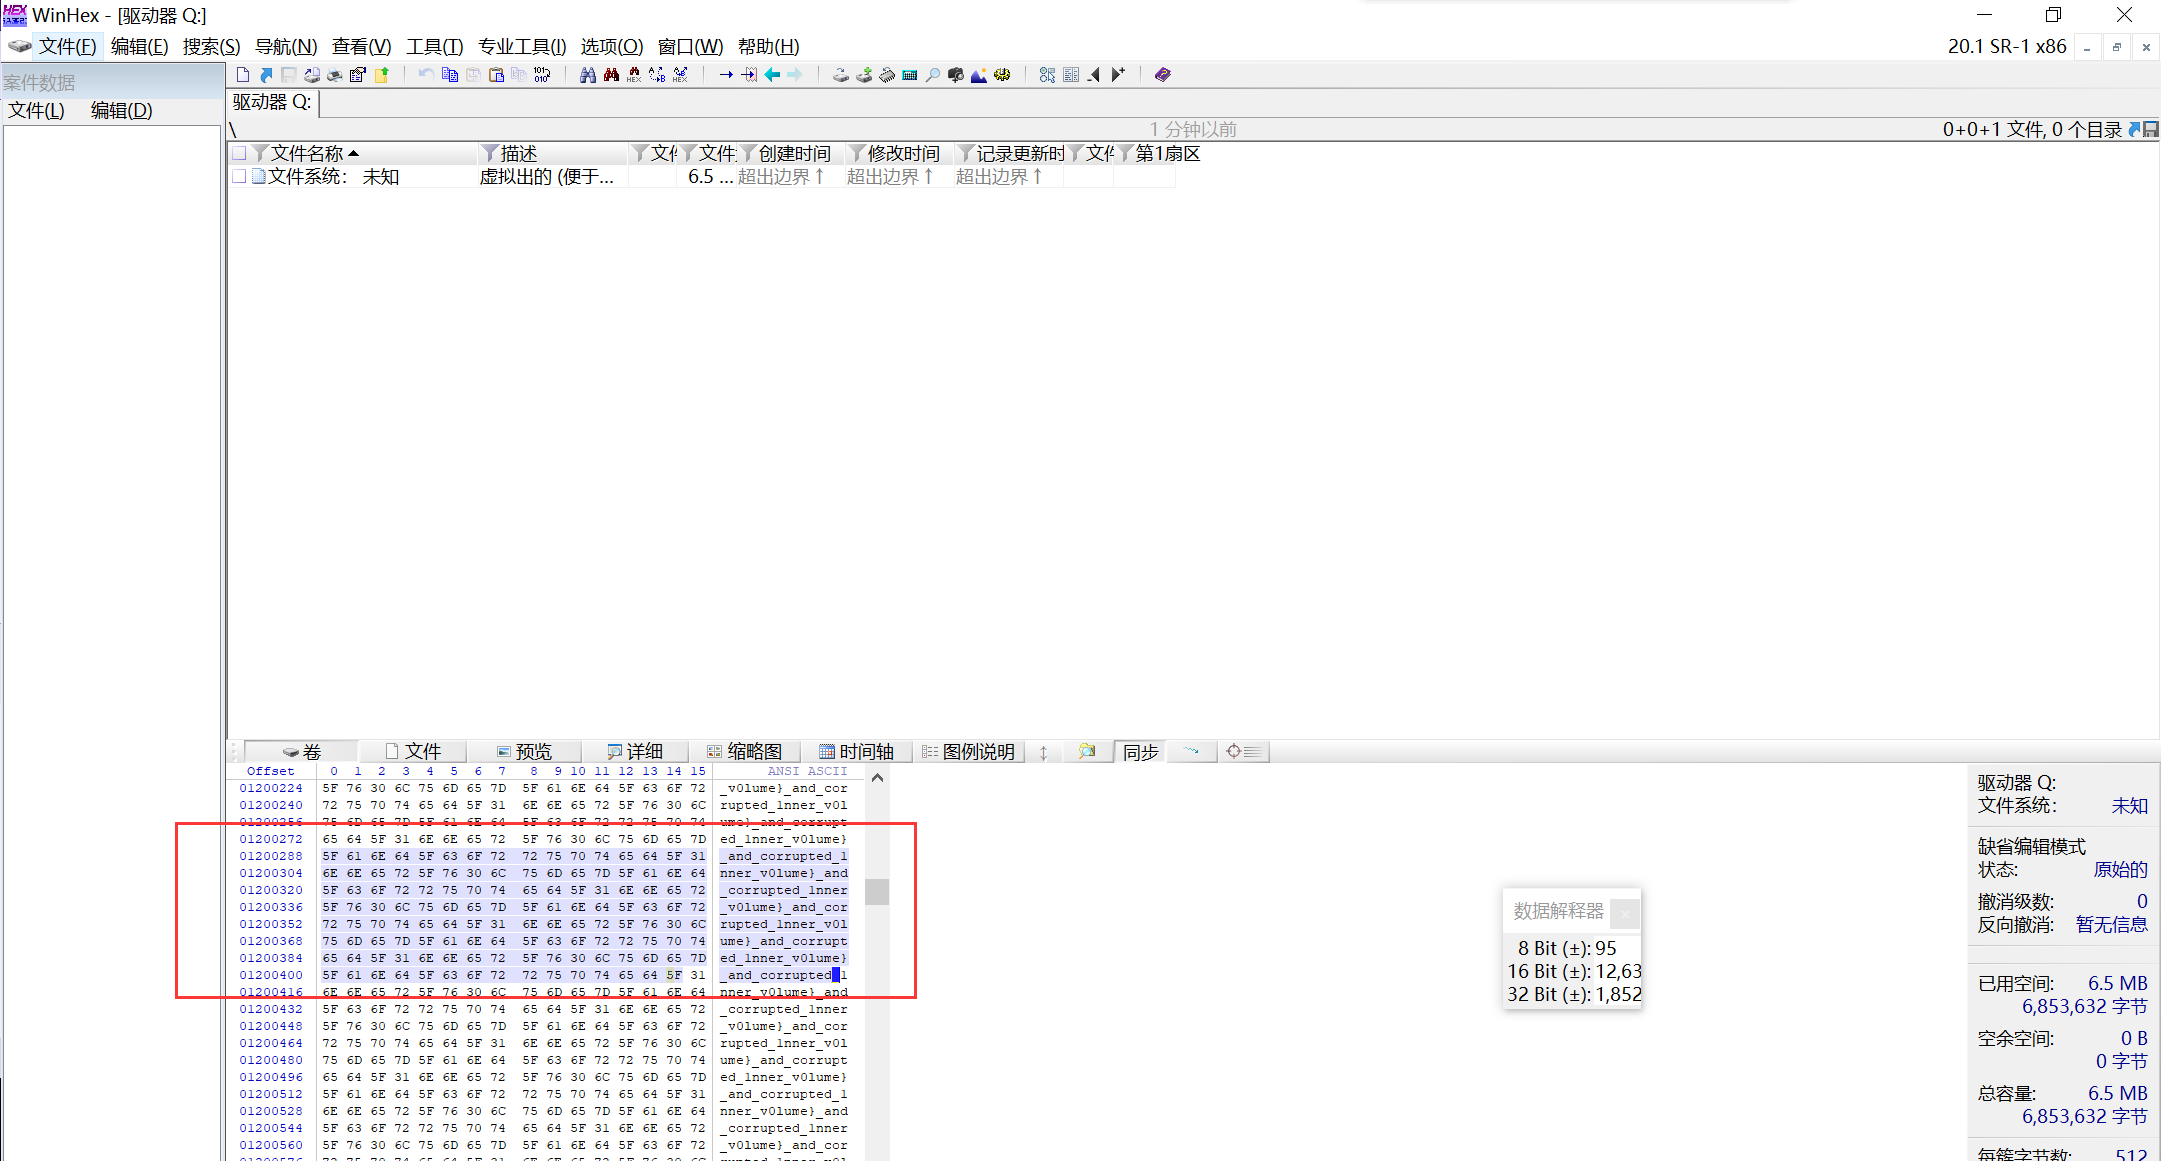 WinHex - [驱动器 Q:]
文件(F) 编辑(E) 搜索(S) 导航(N) 查看(V) 工具(T) 专业工具(I) 选项(O) 窗口(W) 帮助(H) 20.1 SR-1 x86
案件数据
文件(L) 编辑(D)
驱动器 Q:
\ 1 分钟以前 0+0+1 文件, 0 个目录
文件名称 描述 文件 文件 创建时间 修改时间 记录更新时 文件 第1扇区
文件系统: 未知 虚拟出的 (便于... 6.5 ... 超出边界↑ 超出边界↑ 超出边界↑
卷 文件 预览 详细 缩略图 时间轴 图例说明 同步
Offset 0 1 2 3 4 5 6 7 8 9 10 11 12 13 14 15 ANSI ASCII
01200224 5F 76 30 6C 75 6D 65 7D 5F 61 6E 64 5F 63 6F 72 _v0lume}_and_cor
01200240 72 75 70 74 65 64 5F 31 6E 6E 65 72 5F 76 30 6C rupted_1nner_v0l
01200256 75 6D 65 7D 5F 61 6E 64 5F 63 6F 72 72 75 70 74 ume}_and_corrupt
01200272 65 64 5F 31 6E 6E 65 72 5F 76 30 6C 75 6D 65 7D ed_1nner_v0lume}
01200288 5F 61 6E 64 5F 63 6F 72 72 75 70 74 65 64 5F 31 _and_corrupted_1
01200304 6E 6E 65 72 5F 76 30 6C 75 6D 65 7D 5F 61 6E 64 nner_v0lume}_and
01200320 5F 63 6F 72 72 75 70 74 65 64 5F 31 6E 6E 65 72 _corrupted_1nner
01200336 5F 76 30 6C 75 6D 65 7D 5F 61 6E 64 5F 63 6F 72 _v0lume}_and_cor
01200352 72 75 70 74 65 64 5F 31 6E 6E 65 72 5F 76 30 6C rupted_1nner_v0l
01200368 75 6D 65 7D 5F 61 6E 64 5F 63 6F 72 72 75 70 74 ume}_and_corrupt
01200384 65 64 5F 31 6E 6E 65 72 5F 76 30 6C 75 6D 65 7D ed_1nner_v0lume}
01200400 5F 61 6E 64 5F 63 6F 72 72 75 70 74 65 64 5F 31 _and_corrupted_1
01200416 6E 6E 65 72 5F 76 30 6C 75 6D 65 7D 5F 61 6E 64 nner_v0lume}_and
01200432 5F 63 6F 72 72 75 70 74 65 64 5F 31 6E 6E 65 72 _corrupted_1nner
01200448 5F 76 30 6C 75 6D 65 7D 5F 61 6E 64 5F 63 6F 72 _v0lume}_and_cor
01200464 72 75 70 74 65 64 5F 31 6E 6E 65 72 5F 76 30 6C rupted_1nner_v0l
01200480 75 6D 65 7D 5F 61 6E 64 5F 63 6F 72 72 75 70 74 ume}_and_corrupt
01200496 65 64 5F 31 6E 6E 65 72 5F 76 30 6C 75 6D 65 7D ed_1nner_v0lume}
01200512 5F 61 6E 64 5F 63 6F 72 72 75 70 74 65 64 5F 31 _and_corrupted_1
01200528 6E 6E 65 72 5F 76 30 6C 75 6D 65 7D 5F 61 6E 64 nner_v0lume}_and
01200544 5F 63 6F 72 72 75 70 74 65 64 5F 31 6E 6E 65 72 _corrupted_1nner
01200560 5F 76 30 6C 75 6D 65 7D 5F 61 6E 64 5F 63 6F 72 _v0lume}_and_cor
数据解释器
8 Bit (±): 95
16 Bit (±): 12,63
32 Bit (±): 1,852
驱动器 Q:
文件系统: 未知
缺省编辑模式
状态: 原始的
撤消级数: 0
反向撤消: 暂无信息
已用空间: 6.5 MB
6,853,632 字节
空余空间: 0 B
0 字节
总容量: 6.5 MB
6,853,632 字节
每簇字节数: 512